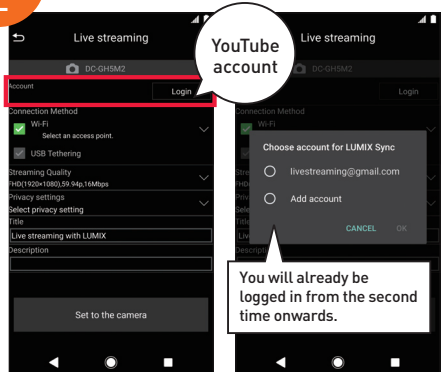 Live streaming
DC-GH5M2
Account
Login
Connection Method
Wi-Fi
Select an access point.
USB Tethering
Streaming Quality
FHD(1920×1080),59.94p,16Mbps
Privacy settings
Select privacy setting
Title
Live streaming with LUMIX
Description
Set to the camera
YouTube
account
Live streaming
DC-GH5M2
Login
Connection Method
Wi-Fi
Choose account for LUMIX Sync
livestreaming@gmail.com
Add account
CANCEL OK
You will already be
logged in from the second
time onwards.